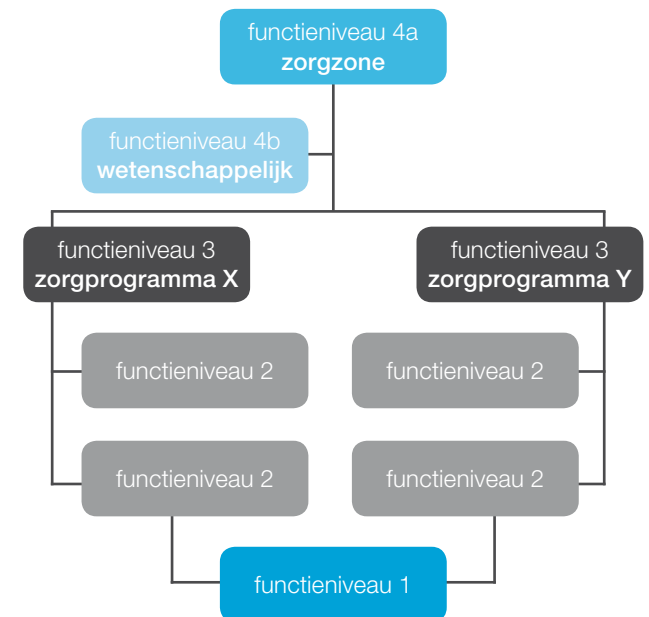 functieniveau 4a
zorgzone
functieniveau 4b
wetenschappelijk
functieniveau 3
zorgprogramma X
functieniveau 3
zorgprogramma Y
functieniveau 2
functieniveau 2
functieniveau 2
functieniveau 2
functieniveau 1